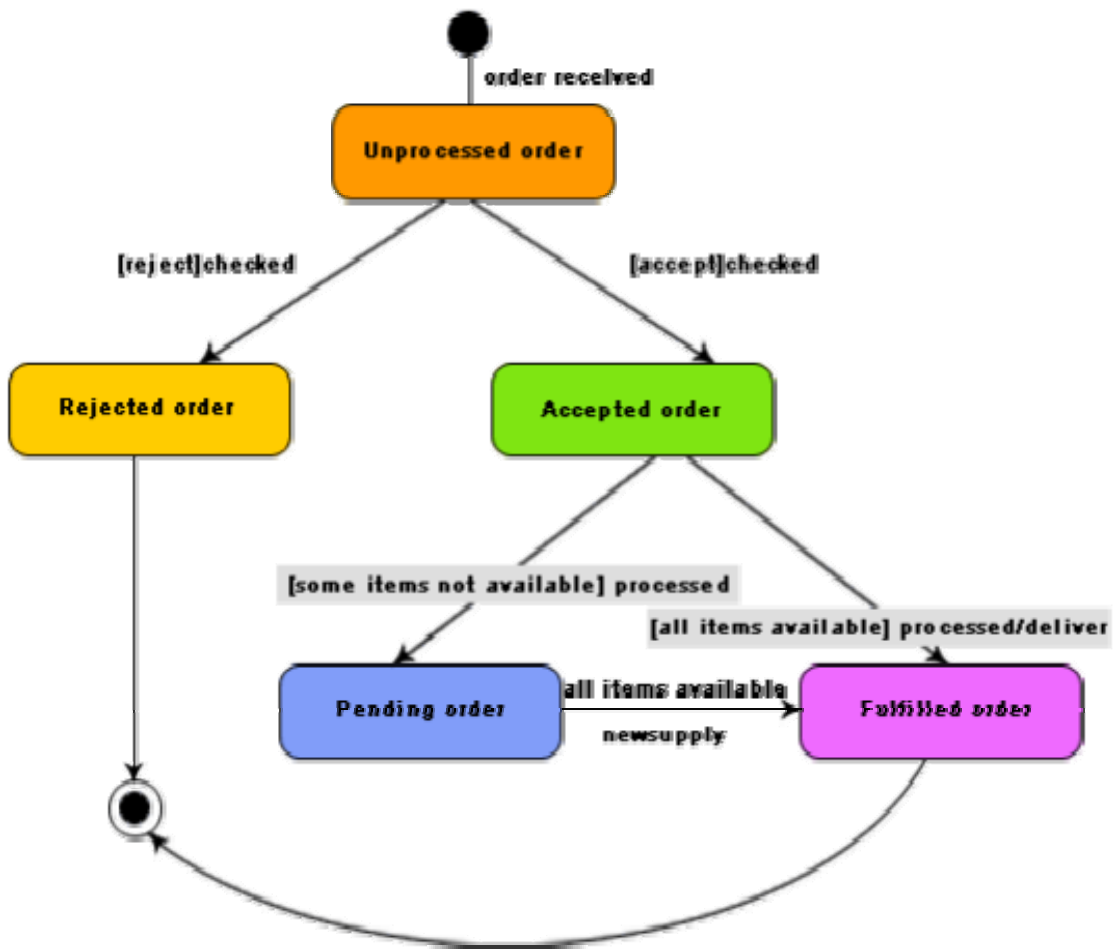 order received
Unprocessed order
[reject]checked
[accept]checked
Rejected order
Accepted order
[some items not available] processed
[all items available] processed/deliver
all items available
Pending order
Fulfilled order
newsupply